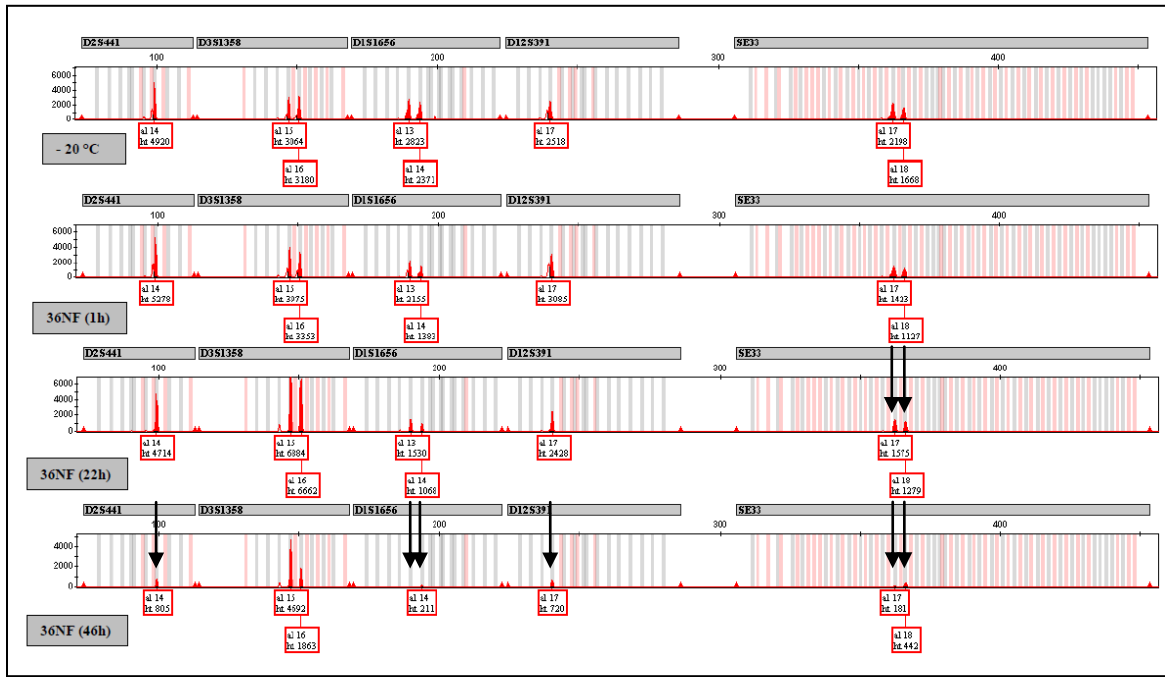 D2S441 D3S1358 D1S1656 D12S391 SE33
100 200 300 400
6000
4000
2000
0
al 14 al 15 al 13 al 17 al 17
ht 4920 ht 3064 ht 2823 ht 2518 ht 2198
- 20 °C
al 16 al 14 al 18
ht 3180 ht 2371 ht 1668
D2S441 D3S1358 D1S1656 D12S391 SE33
100 200 300 400
6000
4000
2000
0
al 14 al 15 al 13 al 17 al 17
ht 5278 ht 3975 ht 2155 ht 3085 ht 1423
36NF (1h)
al 16 al 14 al 18
ht 3353 ht 1383 ht 1127
D2S441 D3S1358 D1S1656 D12S391 SE33
100 200 300 400
6000
4000
2000
0
al 14 al 15 al 13 al 17 al 17
ht 4714 ht 6884 ht 1530 ht 2428 ht 1575
36NF (22h)
al 16 al 14 al 18
ht 6662 ht 1068 ht 1279
D2S441 D3S1358 D1S1656 D12S391 SE33
100 200 300 400
4000
2000
0
al 14 al 15 al 14 al 17 al 17
ht 805 ht 4692 ht 211 ht 720 ht 181
36NF (46h)
al 16 al 18
ht 1863 ht 442